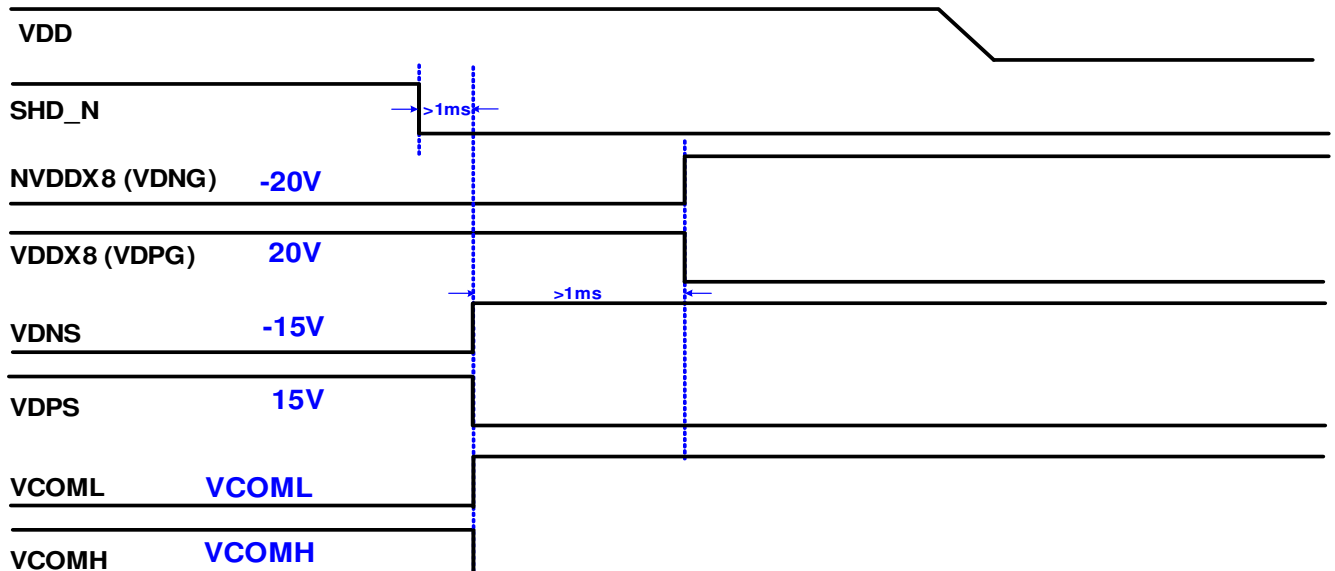 VDD
SHD_N
>1ms
NVDDX8 (VDNG) -20V
VDDX8 (VDPG) 20V
>1ms
VDNS -15V
VDPS 15V
VCOML VCOML
VCOMH VCOMH